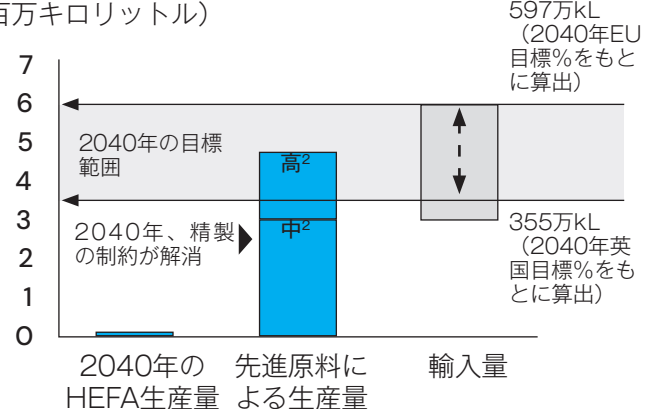 百万キロリットル）
597万kL
（2040年EU
目標%をもと
に算出）
7
6
5
4
3
2
1
0
2040年の目標
範囲
高2
中2
2040年、精製
の制約が解消
355万kL
（2040年英
国目標%をも
とに算出）
2040年の
HEFA生産量
先進原料に
よる生産量
輸入量